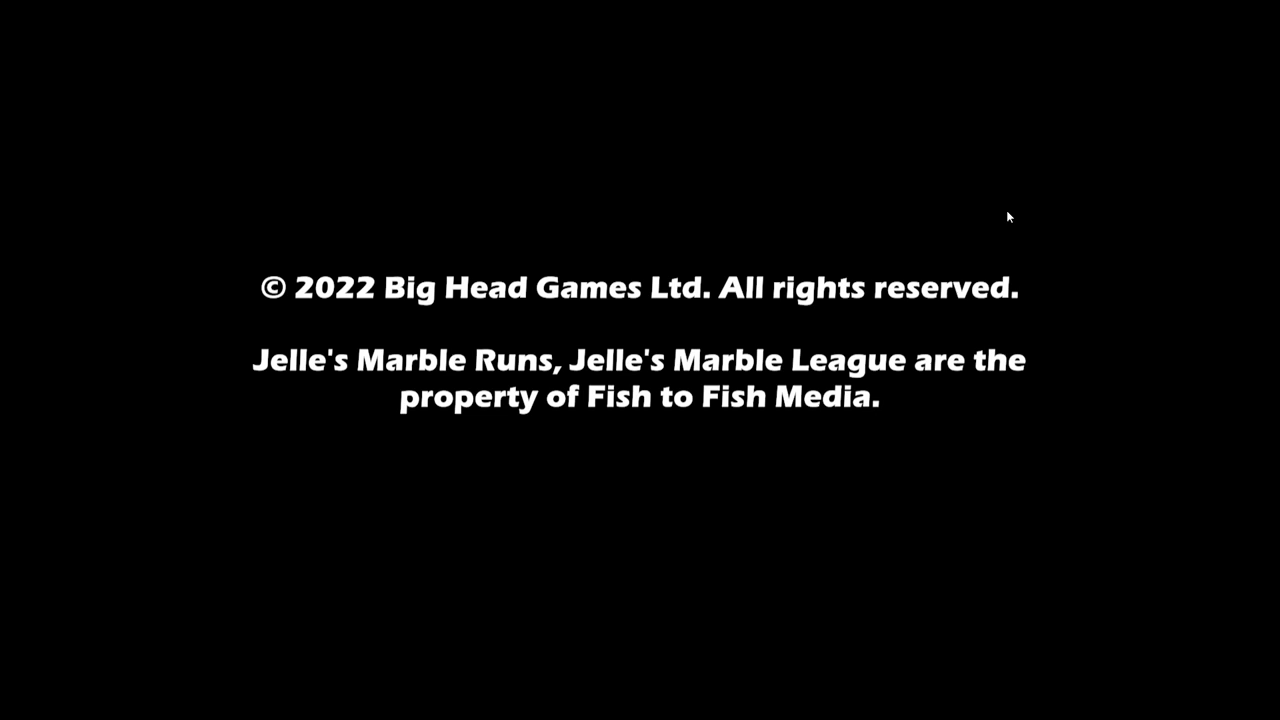 © 2022 Big Head Games Ltd. All rights reserved.
Jelle's Marble Runs, Jelle's Marble League are the
property of Fish to Fish Media.